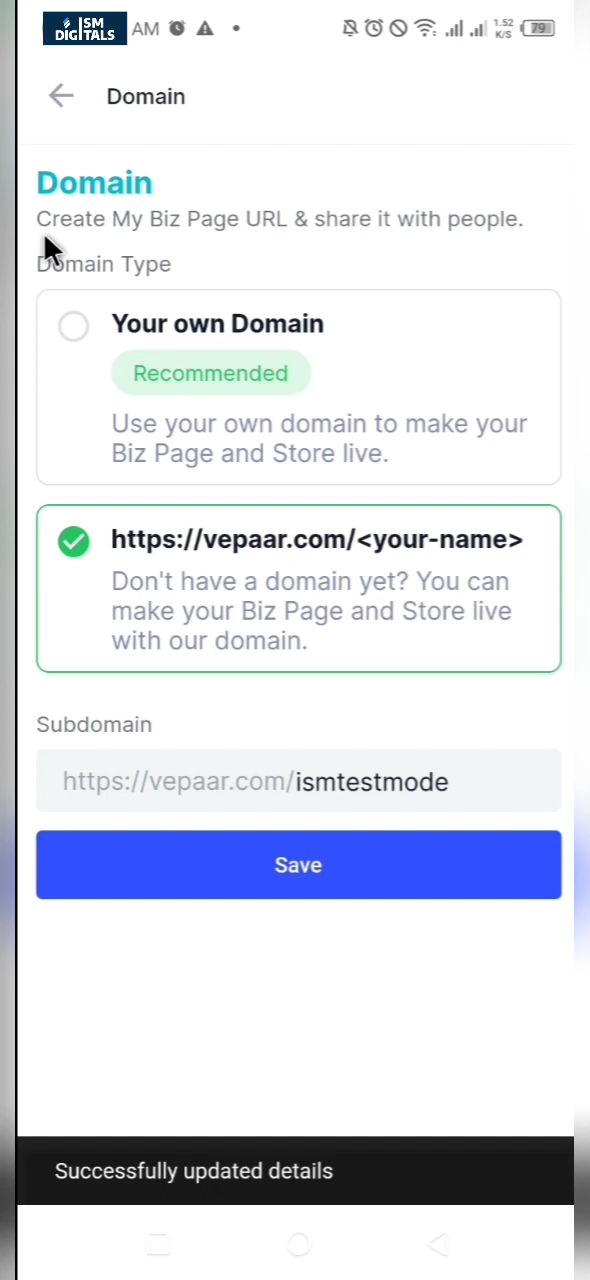 ISM
DIGITALS
AM
1.52
K/S
79
Domain
Domain
Create My Biz Page URL & share it with people.
Domain Type
Your own Domain
Recommended
Use your own domain to make your
Biz Page and Store live.
https://vepaar.com/<your-name>
Don't have a domain yet? You can
make your Biz Page and Store live
with our domain.
Subdomain
https://vepaar.com/ismtestmode
Save
Successfully updated details